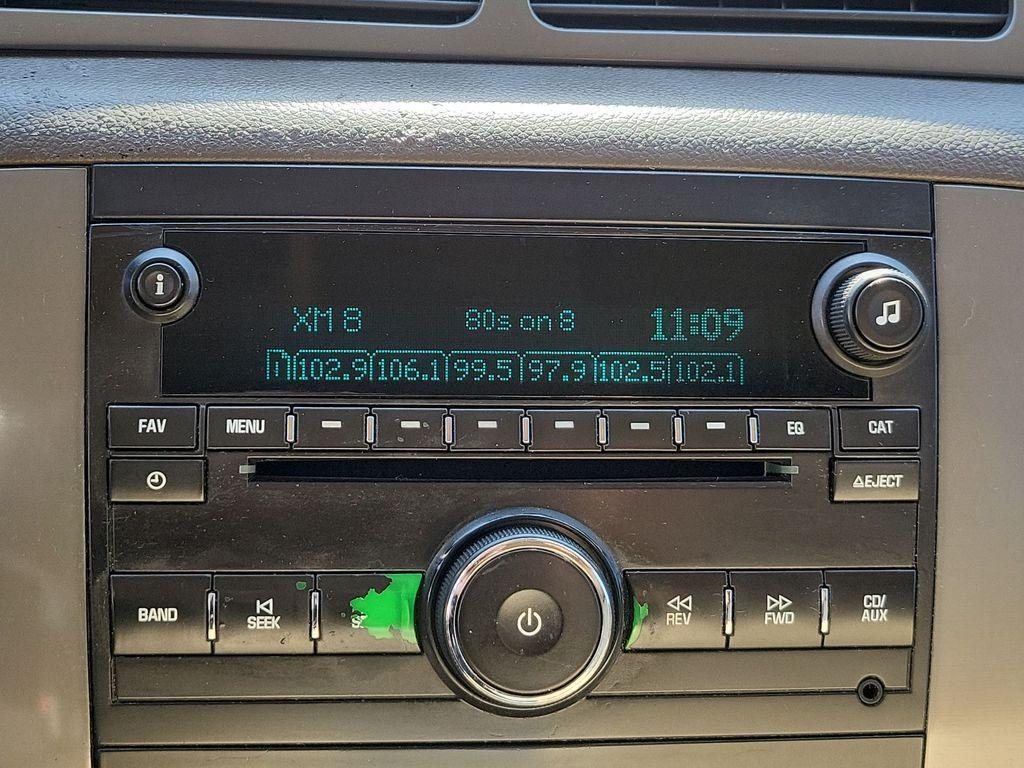 i
XM 8 80s on 8 11:09
1 102.9 106.1 99.5 97.9 102.5 102.1
FAV MENU EQ CAT
EJECT
BAND SEEK REV FWD CD/
AUX